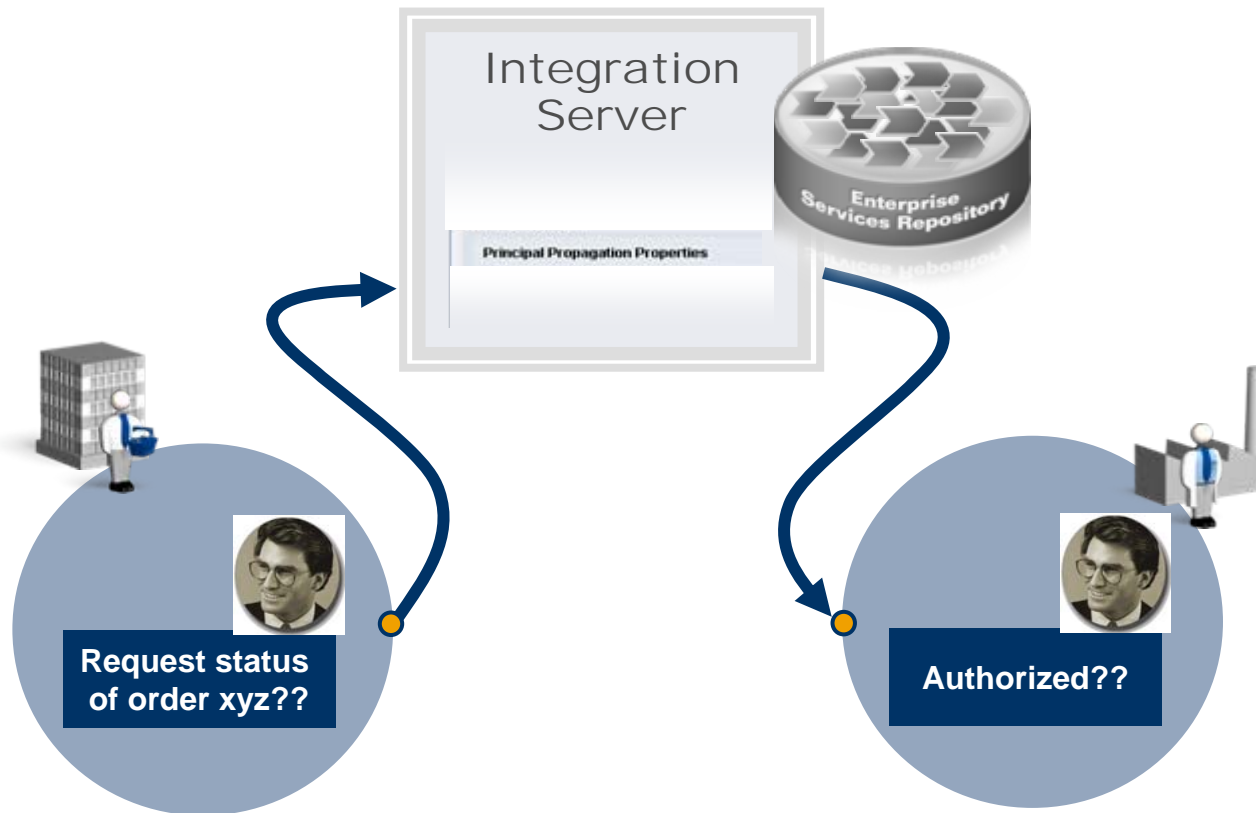 Integration
Server
Enterprise
Services Repository
Principal Propagation Properties
Request status
of order xyz??
Authorized??